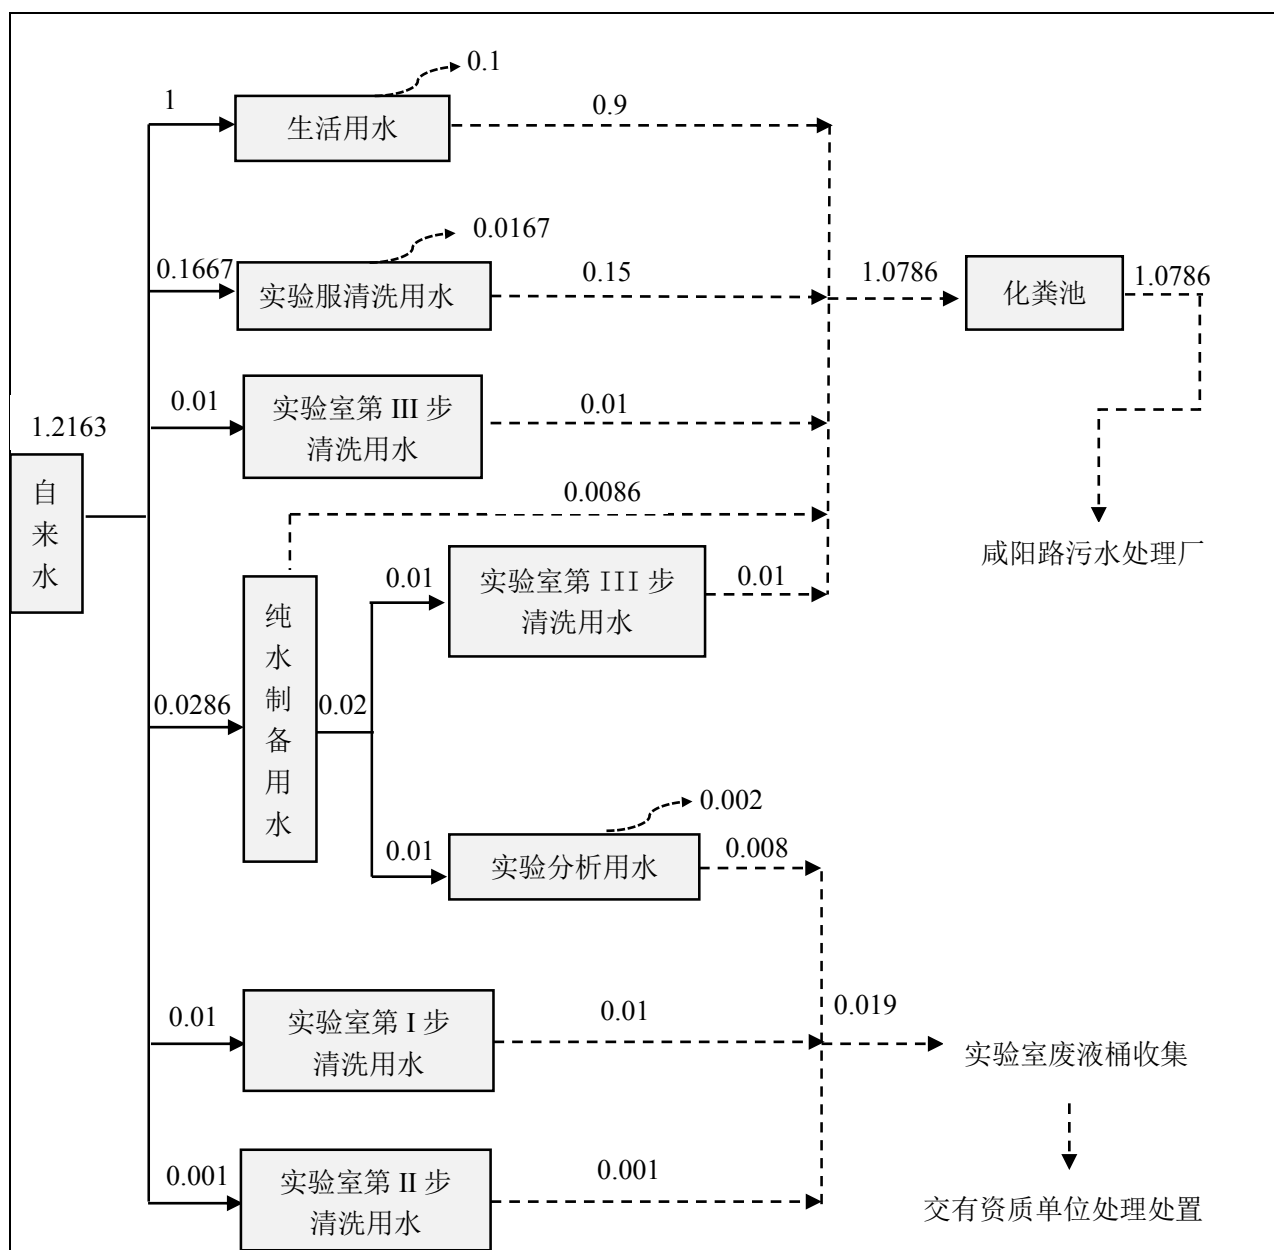 0.1
1
生活用水
0.9
0.0167
0.1667
实验服清洗用水
0.15
1.0786
化粪池
1.0786
0.01
实验室第 III 步
清洗用水
0.01
1.2163
自来水
0.0086
咸阳路污水处理厂
0.01
实验室第 III 步
清洗用水
0.01
0.0286
纯水制备用水
0.02
0.002
0.01
实验分析用水
0.008
0.01
实验室第 I 步
清洗用水
0.01
0.019
实验室废液桶收集
0.001
实验室第 II 步
清洗用水
0.001
交有资质单位处理处置